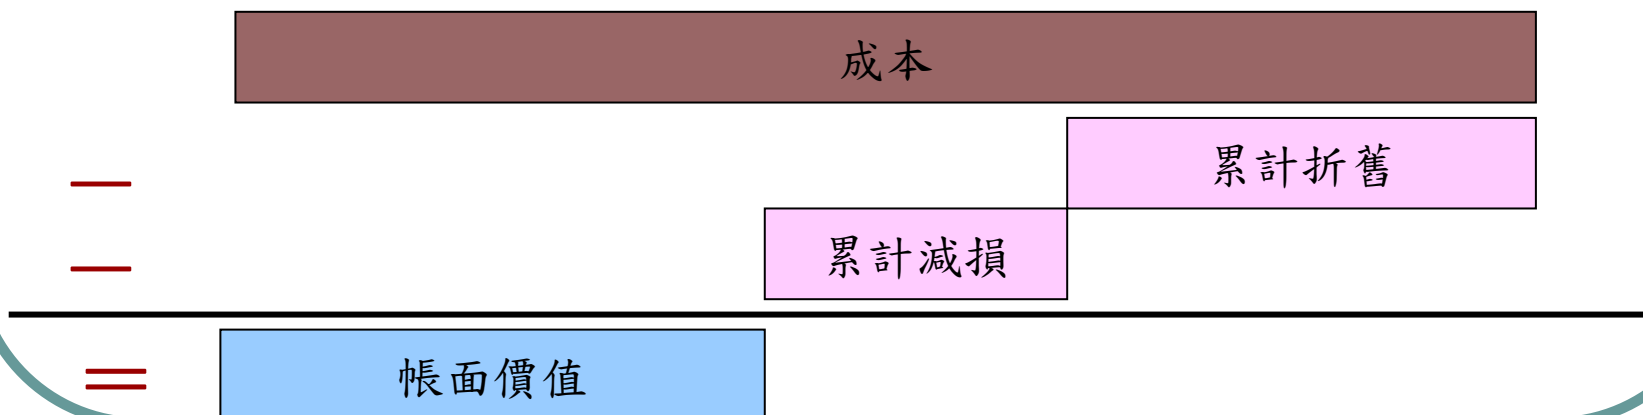 成本
— 累計折舊
— 累計減損
= 帳面價值